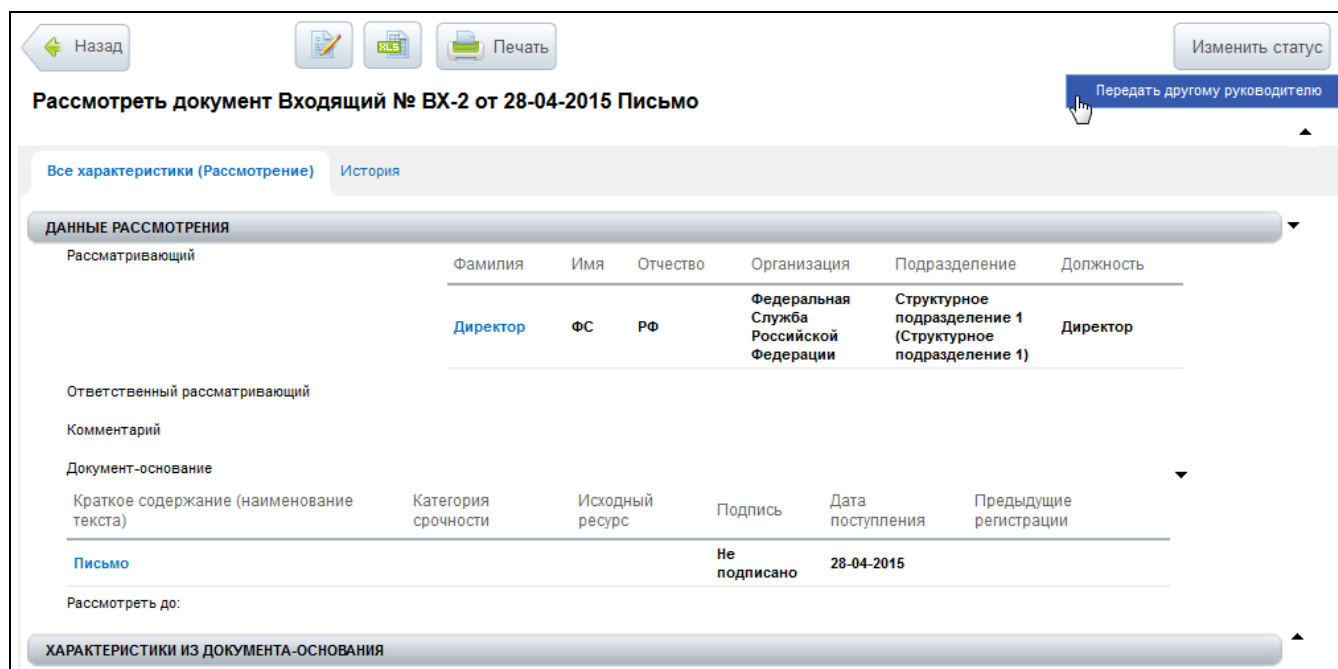 Назад
XLS
Печать
Изменить статус
Передать другому руководителю
Рассмотреть документ Входящий № ВХ-2 от 28-04-2015 Письмо
Все характеристики (Рассмотрение) История
ДАННЫЕ РАССМОТРЕНИЯ
Рассматривающий
Фамилия Имя Отчество Организация Подразделение Должность
Директор ФС РФ Федеральная Служба Российской Федерации Структурное подразделение 1 (Структурное подразделение 1) Директор
Ответственный рассматривающий
Комментарий
Документ-основание
Краткое содержание (наименование текста) Категория срочности Исходный ресурс Подпись Дата поступления Предыдущие регистрации
Письмо Не подписано 28-04-2015
Рассмотреть до:
ХАРАКТЕРИСТИКИ ИЗ ДОКУМЕНТА-ОСНОВАНИЯ